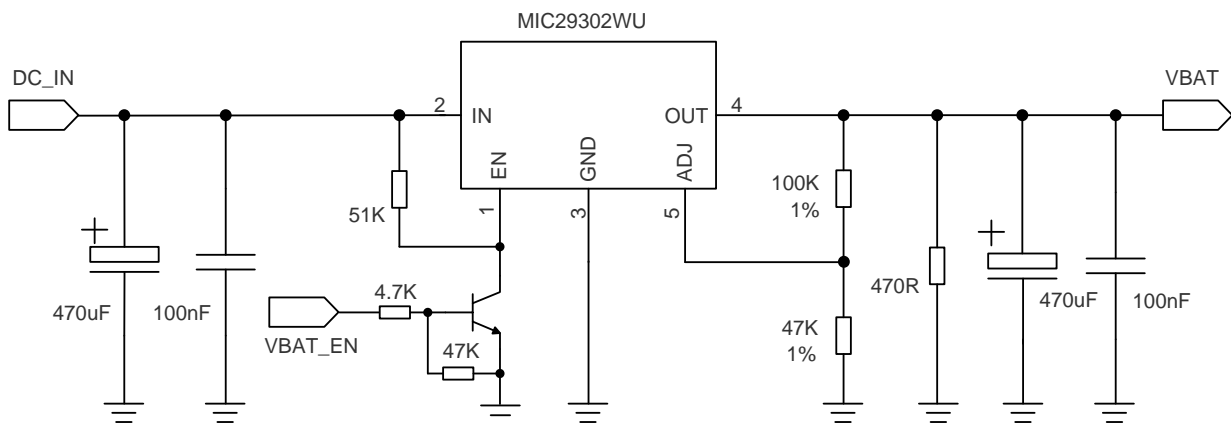 MIC29302WU
DC_IN
VBAT
2
IN
OUT
4
EN
GND
ADJ
1
3
5
51K
100K
1%
470uF
100nF
4.7K
VBAT_EN
47K
47K
1%
470R
470uF
100nF